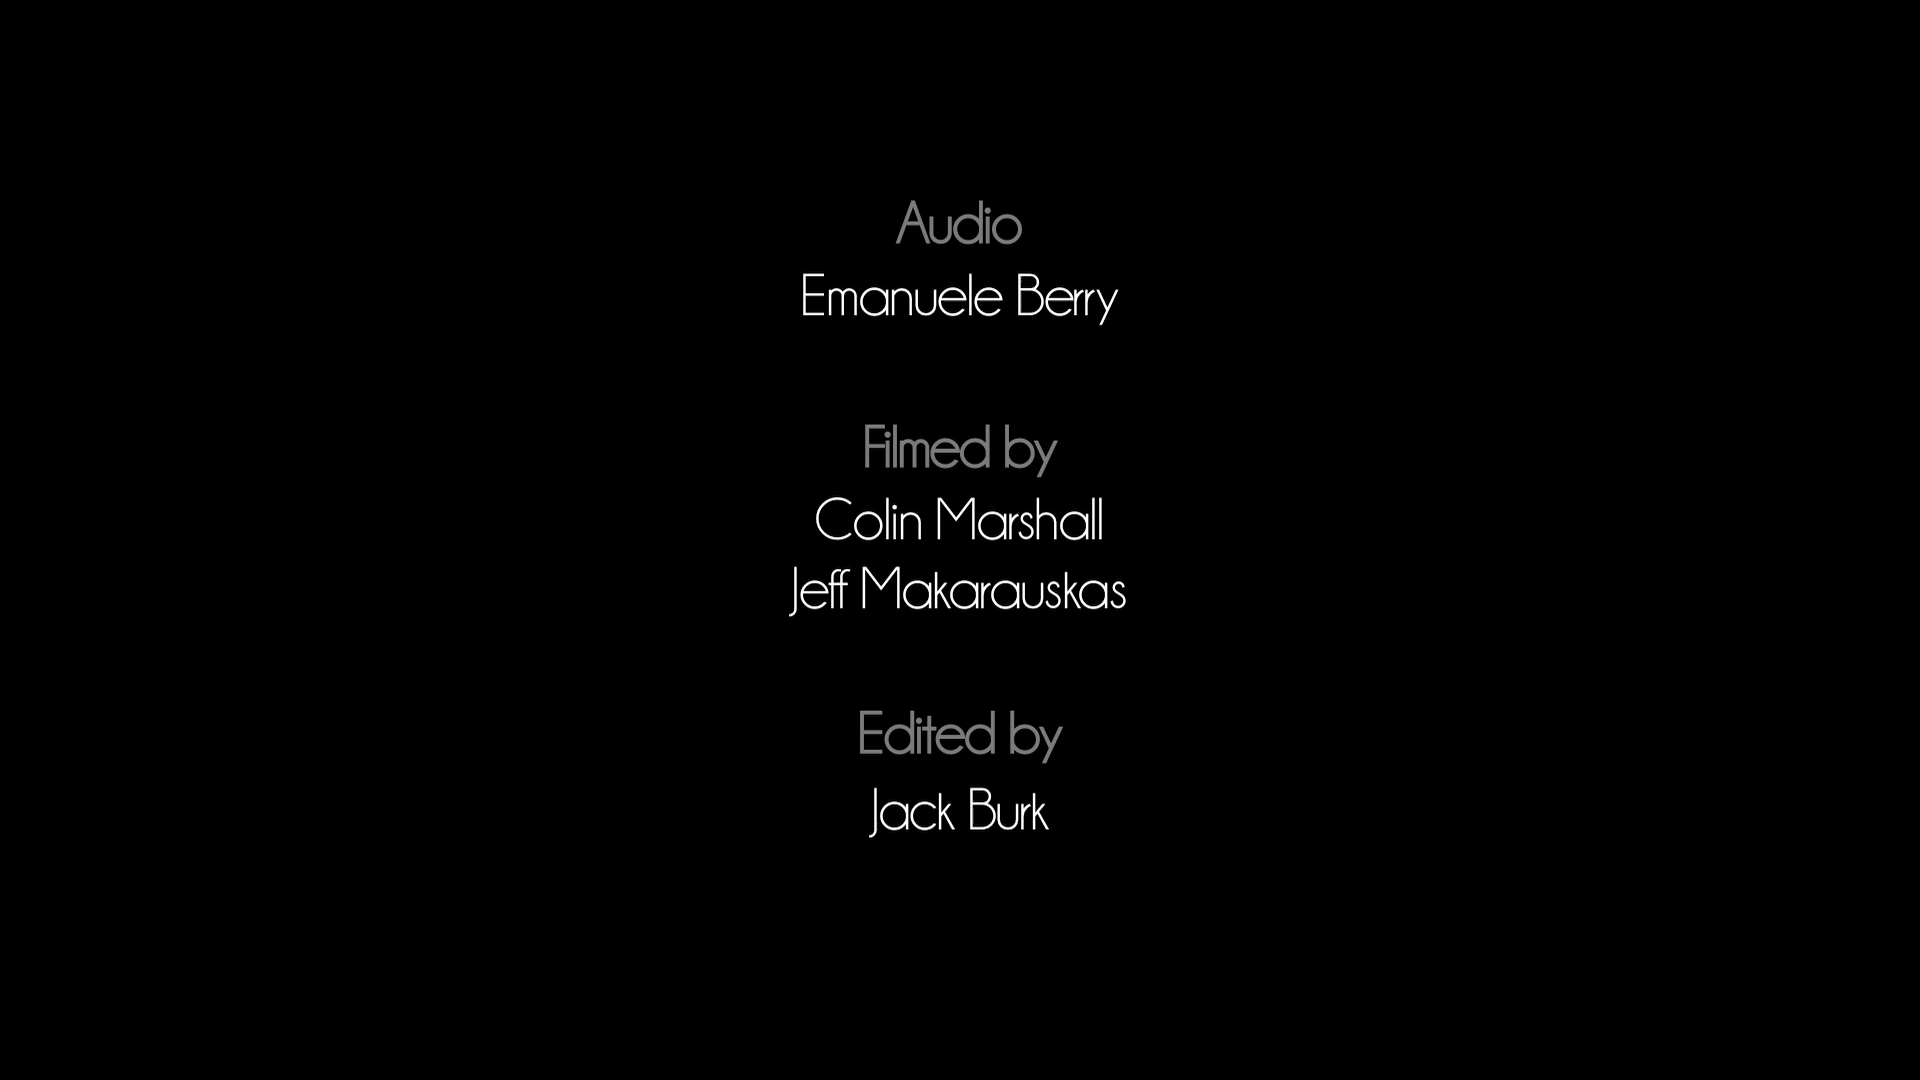 Audio
Emanuele Berry
Filmed by
Colin Marshall
Jeff Makarauskas
Edited by
Jack Burk